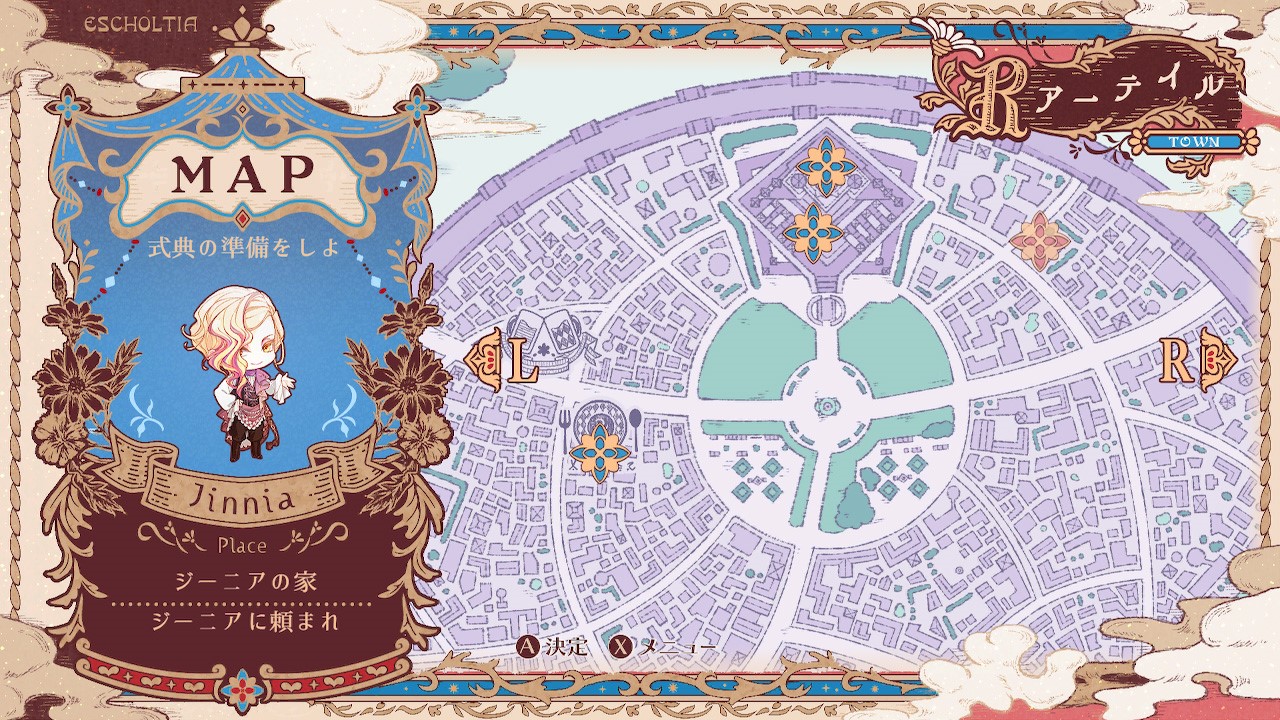 ESCHOLTIA
MAP
式典の準備をしよ
Jinnia
Place
ジーニアの家
ジーニアに頼まれ
Rアーテイル
TOWN
L
R
A 決定 X メニュー